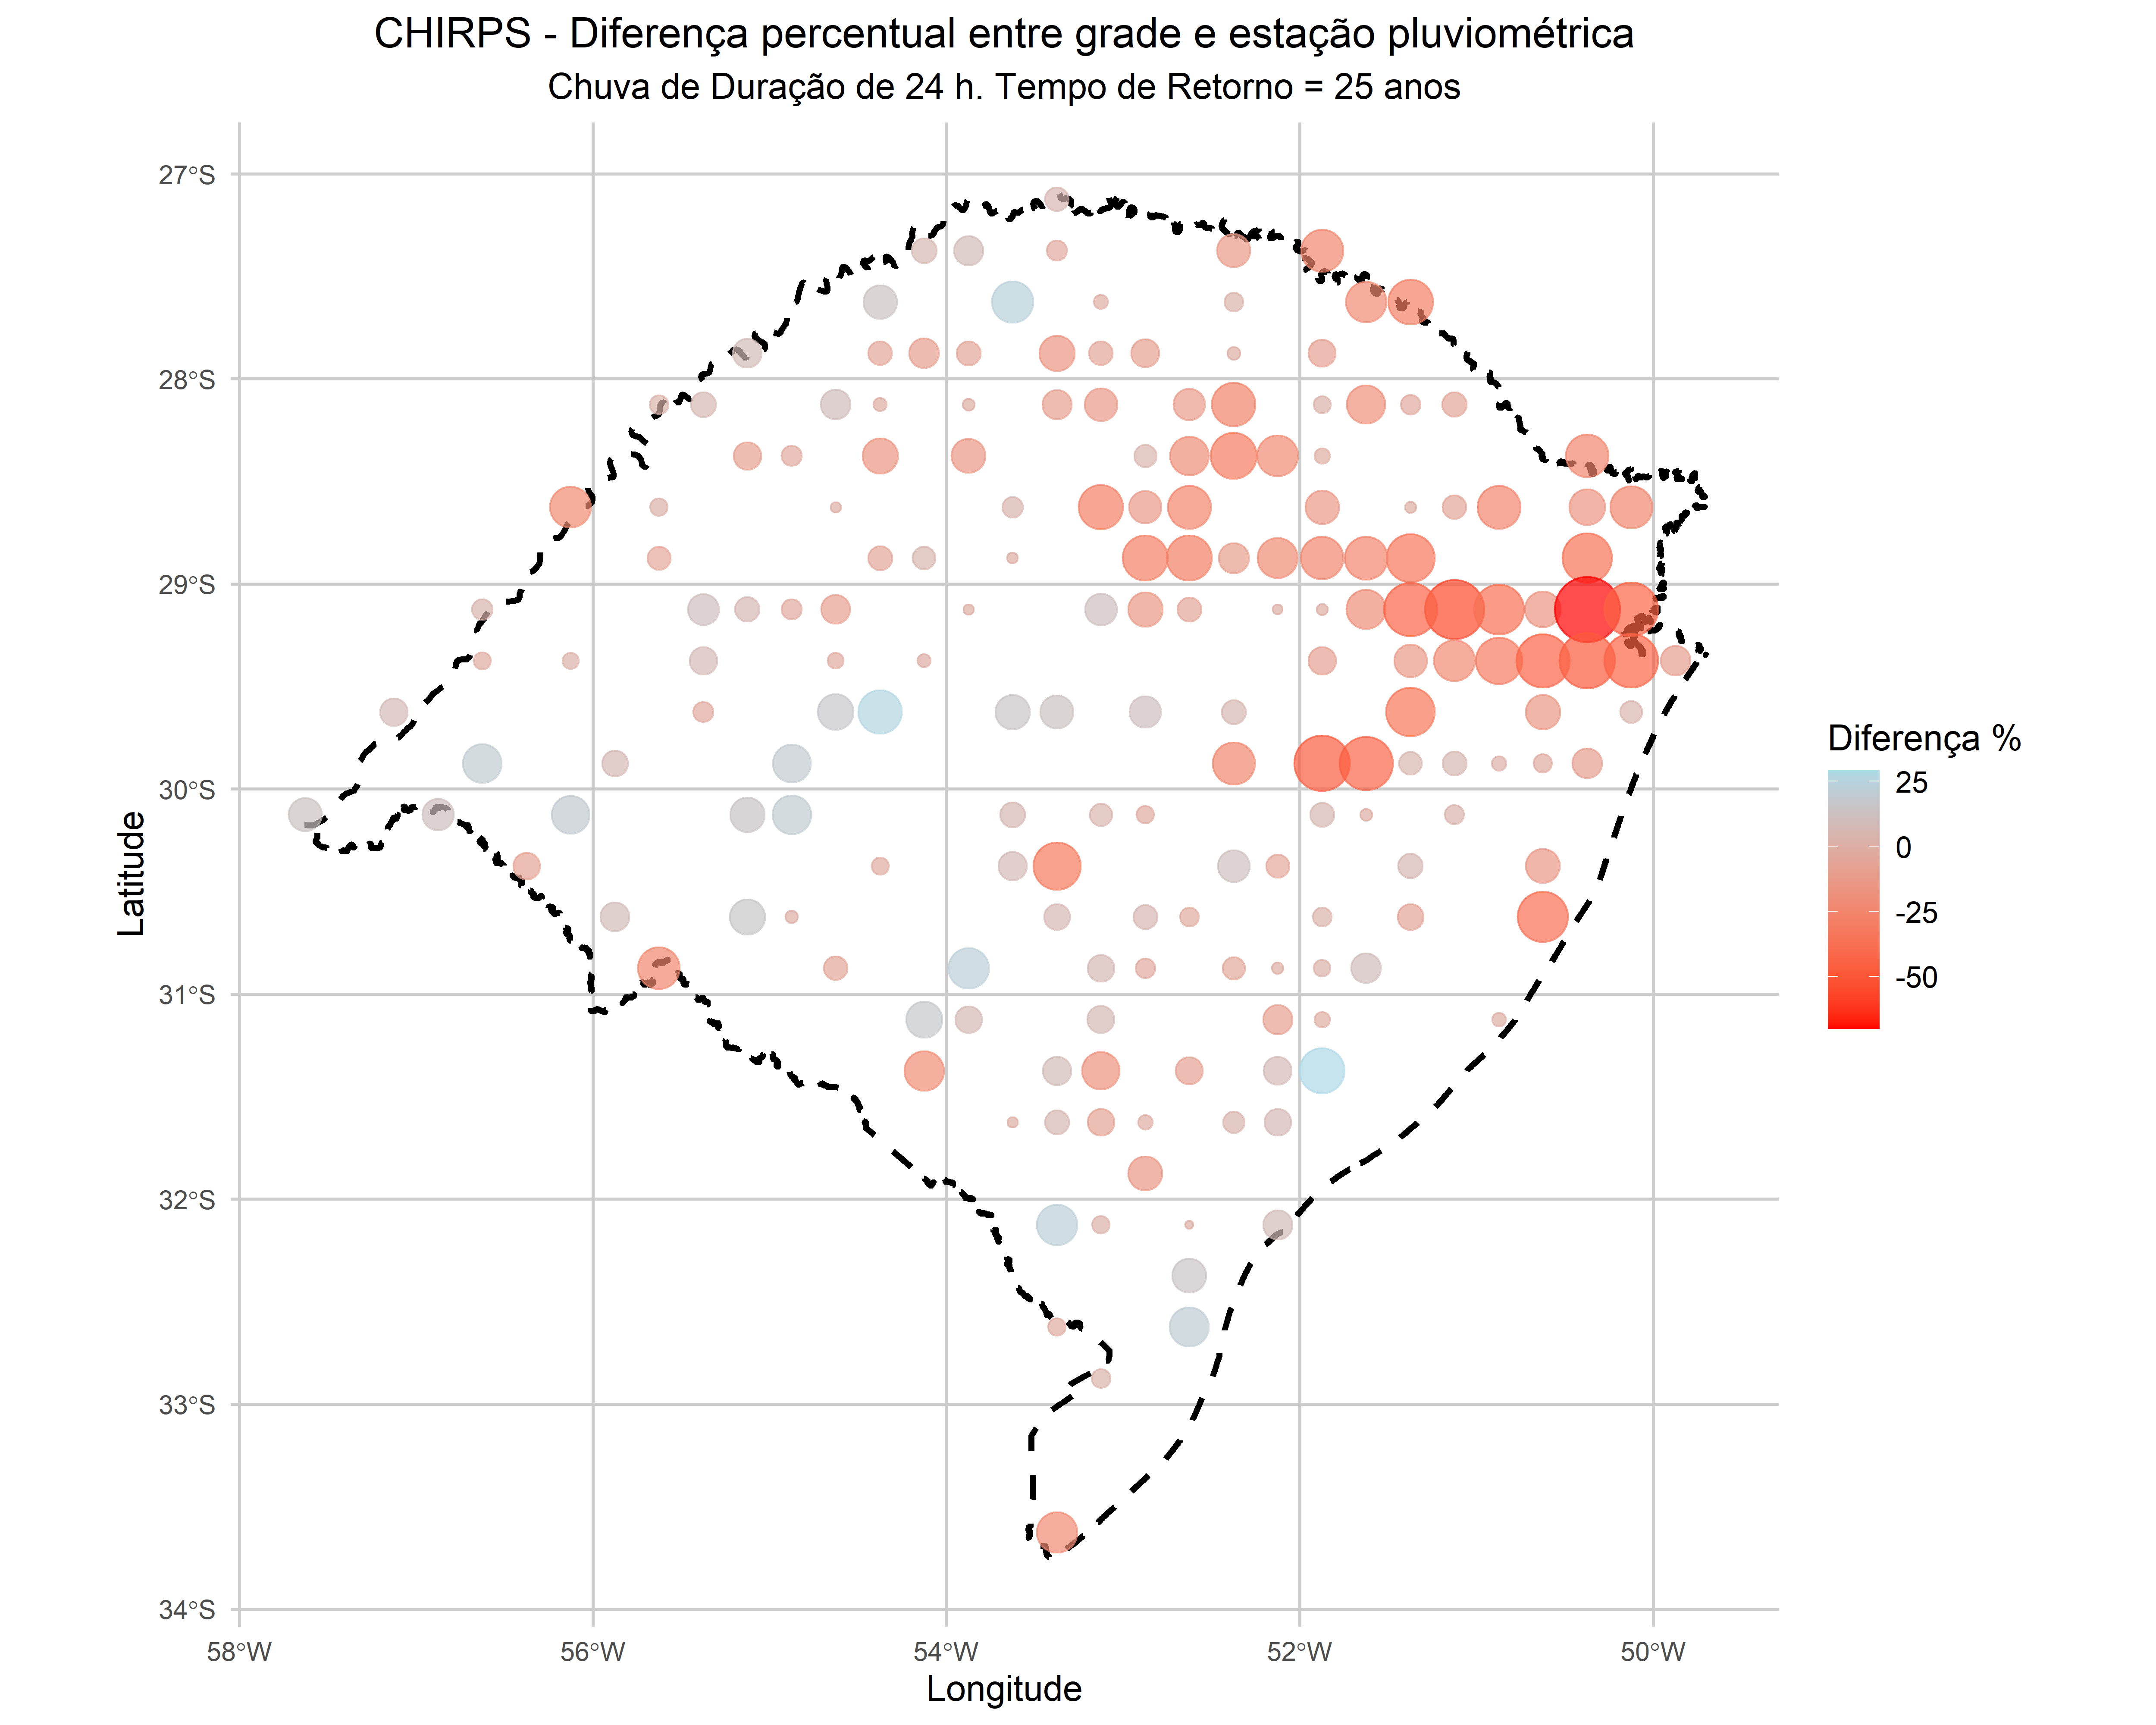 CHIRPS - Diferença percentual entre grade e estação pluviométrica
Chuva de Duração de 24 h. Tempo de Retorno = 25 anos
27°S
28°S
29°S
30°S
31°S
32°S
33°S
34°S
Latitude
58°W
56°W
54°W
52°W
50°W
Longitude
Diferença %
25
0
-25
-50